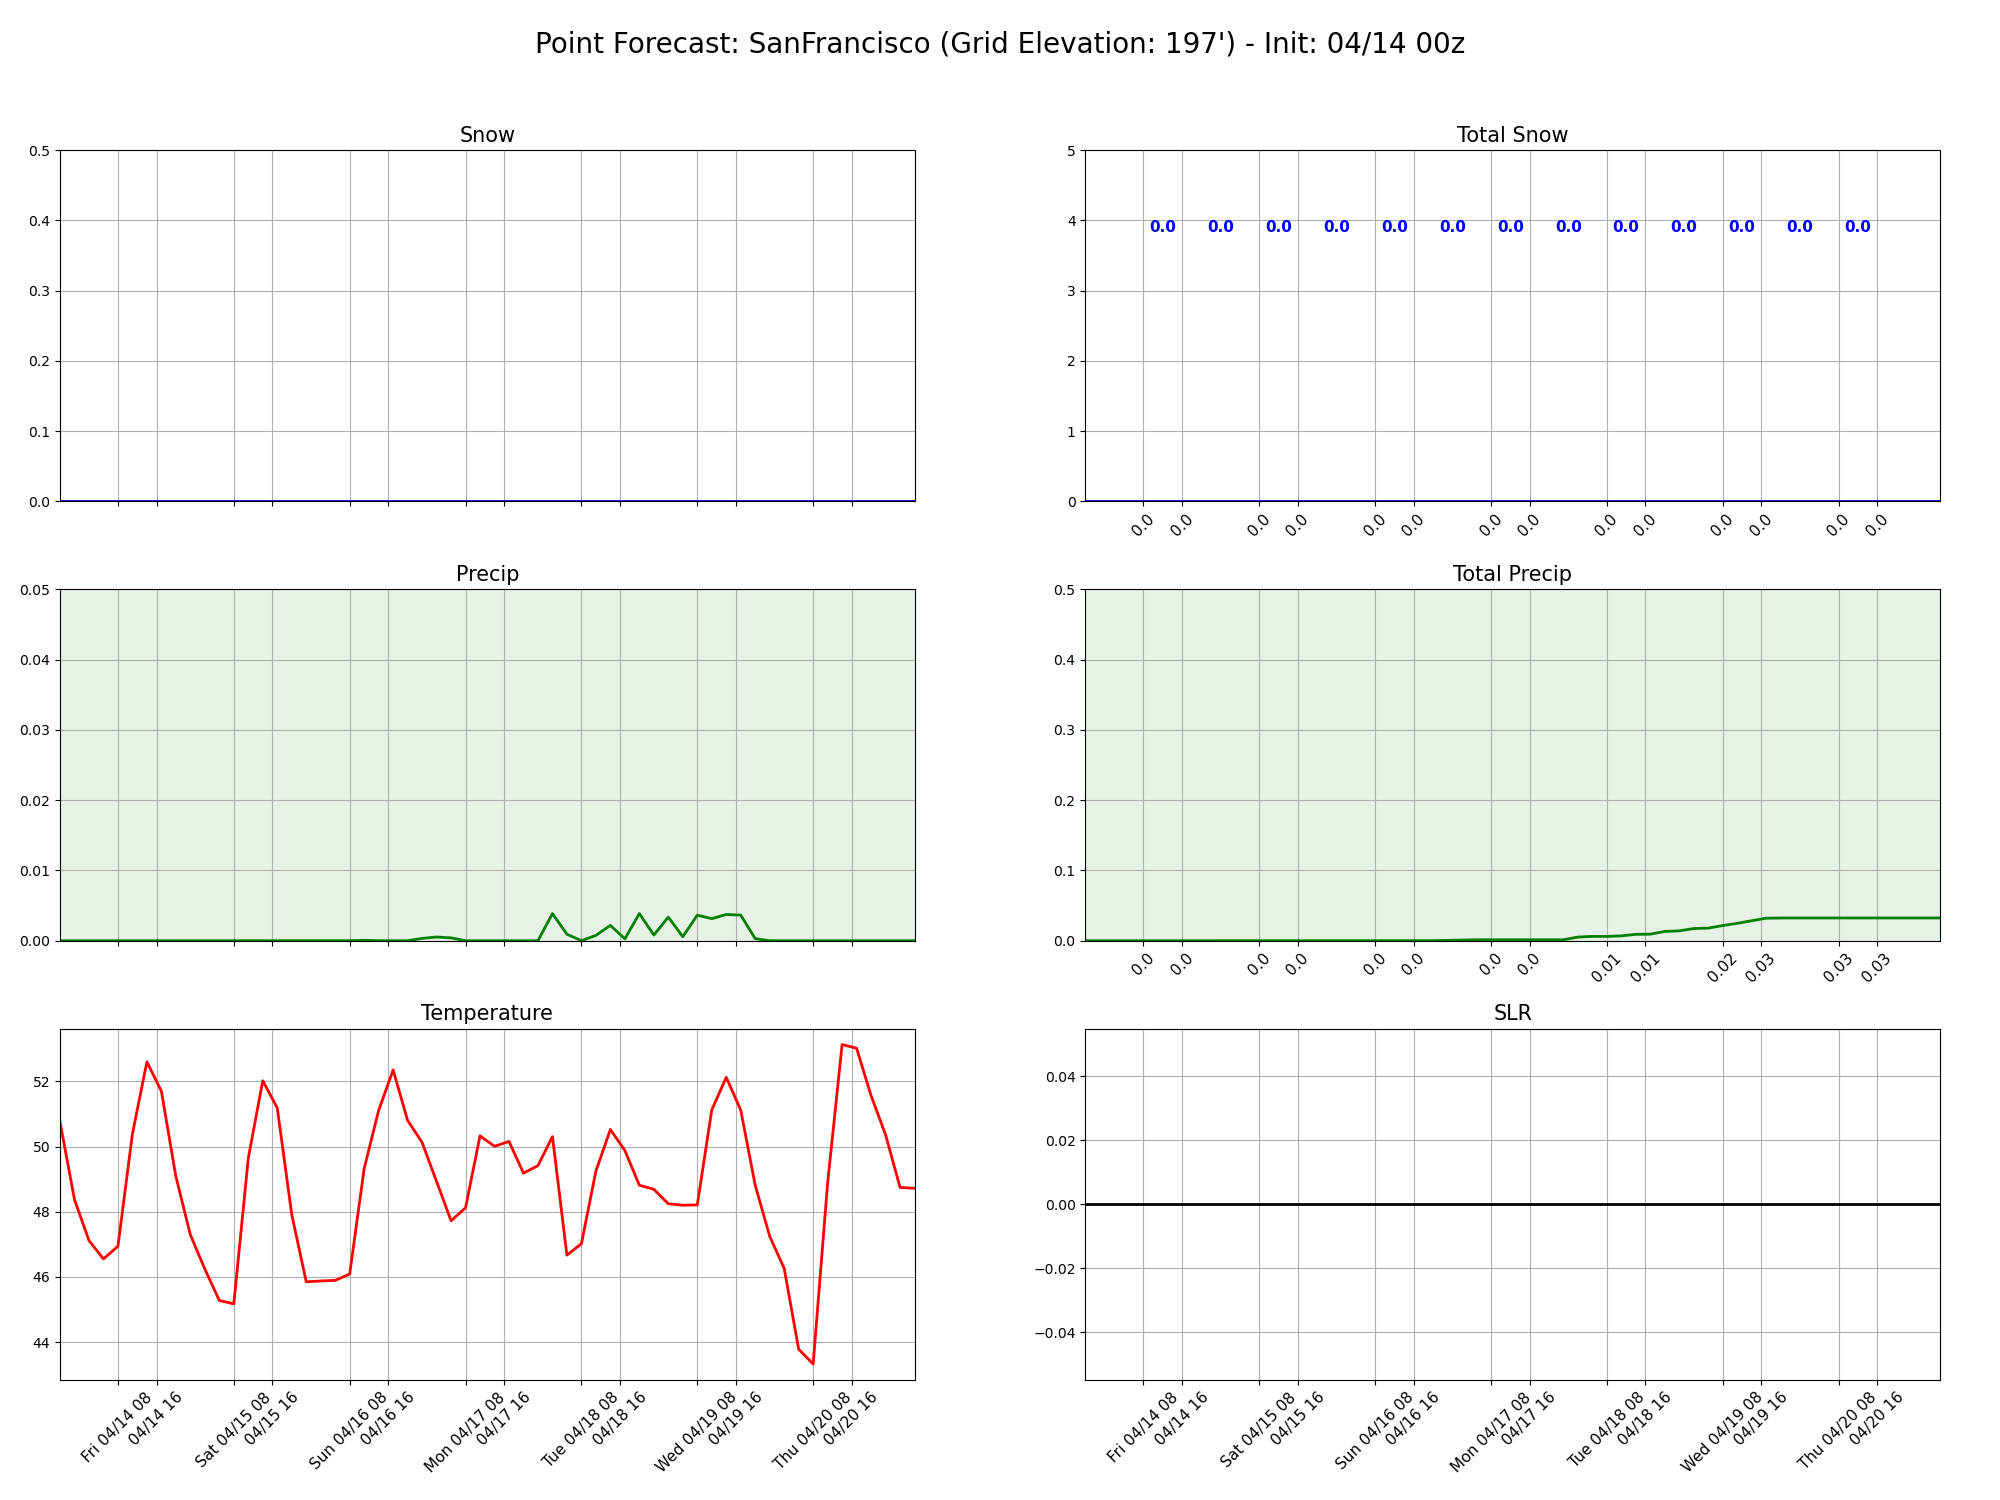 Point Forecast: SanFrancisco (Grid Elevation: 197') - Init: 04/14 00z
Snow
0.5
0.4
0.3
0.2
0.1
0.0
Total Snow
5
4
3
2
1
0
0.0 0.0 0.0 0.0 0.0 0.0 0.0 0.0 0.0 0.0 0.0 0.0 0.0
0.0 0.0 0.0 0.0 0.0 0.0 0.0 0.0 0.0 0.0 0.0 0.0 0.0 0.0
Precip
0.05
0.04
0.03
0.02
0.01
0.00
Total Precip
0.5
0.4
0.3
0.2
0.1
0.0
0.0 0.0 0.0 0.0 0.0 0.0 0.0 0.0 0.01 0.01 0.02 0.03 0.03 0.03
Temperature
52
50
48
46
44
Fri 04/14 08
04/14 16
Sat 04/15 08
04/15 16
Sun 04/16 08
04/16 16
Mon 04/17 08
04/17 16
Tue 04/18 08
04/18 16
Wed 04/19 08
04/19 16
Thu 04/20 08
04/20 16
SLR
0.04
0.02
0.00
−0.02
−0.04
Fri 04/14 08
04/14 16
Sat 04/15 08
04/15 16
Sun 04/16 08
04/16 16
Mon 04/17 08
04/17 16
Tue 04/18 08
04/18 16
Wed 04/19 08
04/19 16
Thu 04/20 08
04/20 16